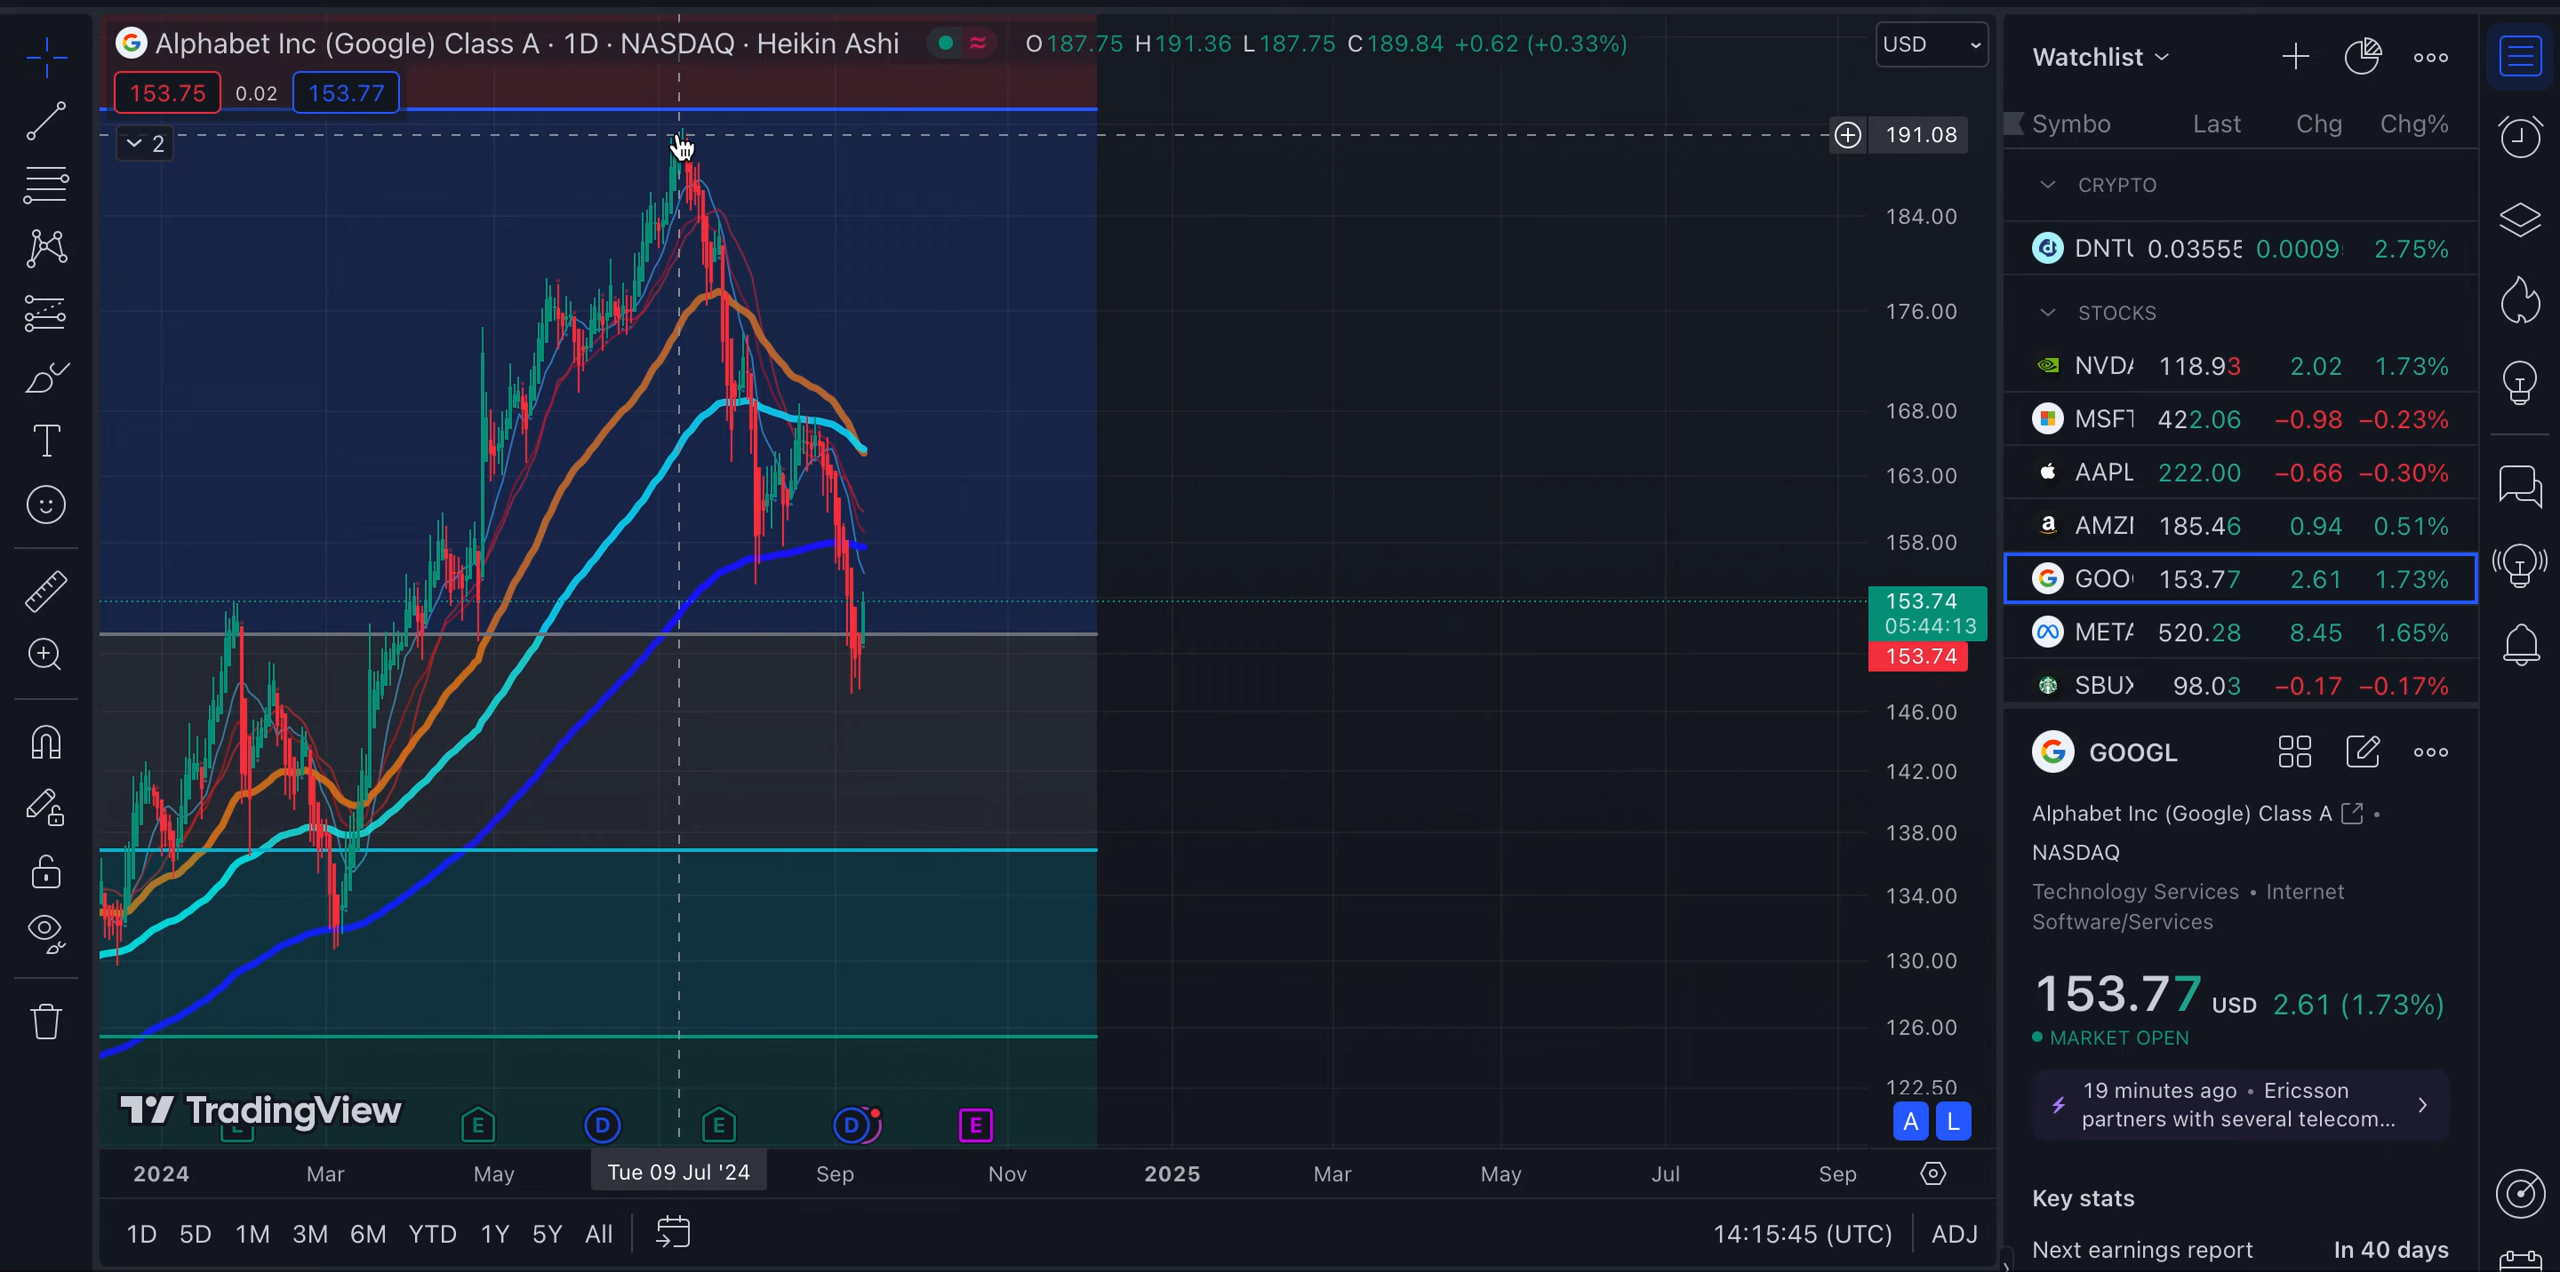 Alphabet Inc (Google) Class A · 1D · NASDAQ · Heikin Ashi O187.75 H191.36 L187.75 C189.84 +0.62 (+0.33%)
USD
153.75 0.02 153.77
2
191.08
184.00
176.00
168.00
163.00
158.00
153.74
05:44:13
153.74
146.00
142.00
138.00
134.00
130.00
126.00
122.50
TradingView
E D E D E
A L
2024 Mar May Tue 09 Jul '24 Sep Nov 2025 Mar May Jul Sep
1D 5D 1M 3M 6M YTD 1Y 5Y All
14:15:45 (UTC) ADJ
Watchlist
Symbo Last Chg Chg%
CRYPTO
DNTU 0.03555 0.0009 2.75%
STOCKS
NVDA 118.93 2.02 1.73%
MSFT 422.06 −0.98 −0.23%
AAPL 222.00 −0.66 −0.30%
AMZN 185.46 0.94 0.51%
GOO 153.77 2.61 1.73%
META 520.28 8.45 1.65%
SBUX 98.03 −0.17 −0.17%
GOOGL
Alphabet Inc (Google) Class A •
NASDAQ
Technology Services • Internet
Software/Services
153.77 USD 2.61 (1.73%)
MARKET OPEN
19 minutes ago • Ericsson
partners with several telecom...
Key stats
Next earnings report In 40 days